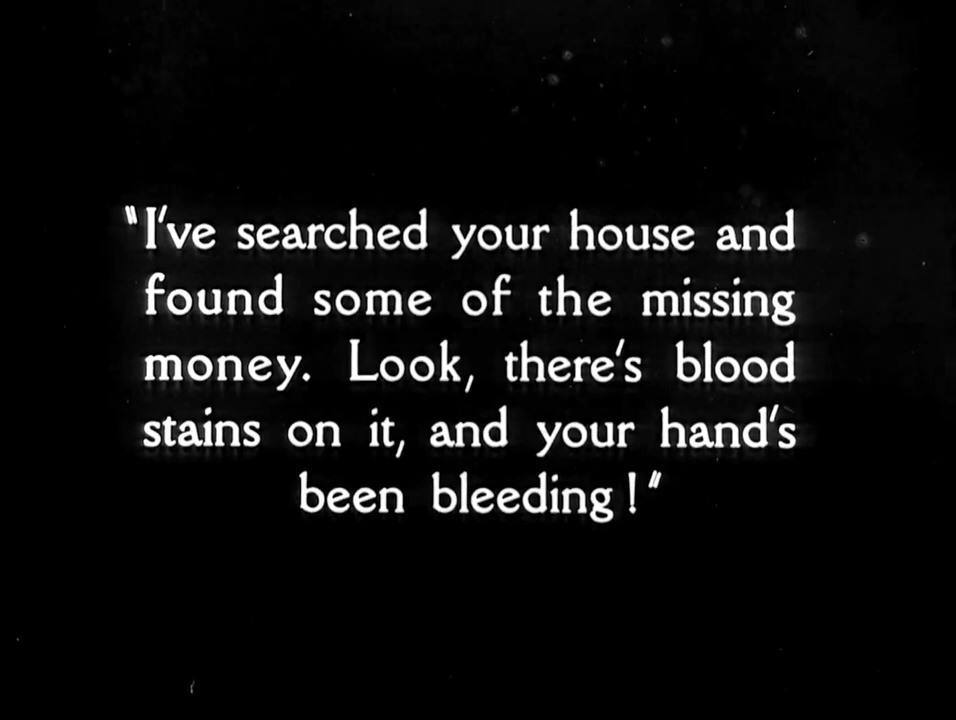 "I've searched your house and
found some of the missing
money. Look, there's blood
stains on it, and your hand's
been bleeding!"